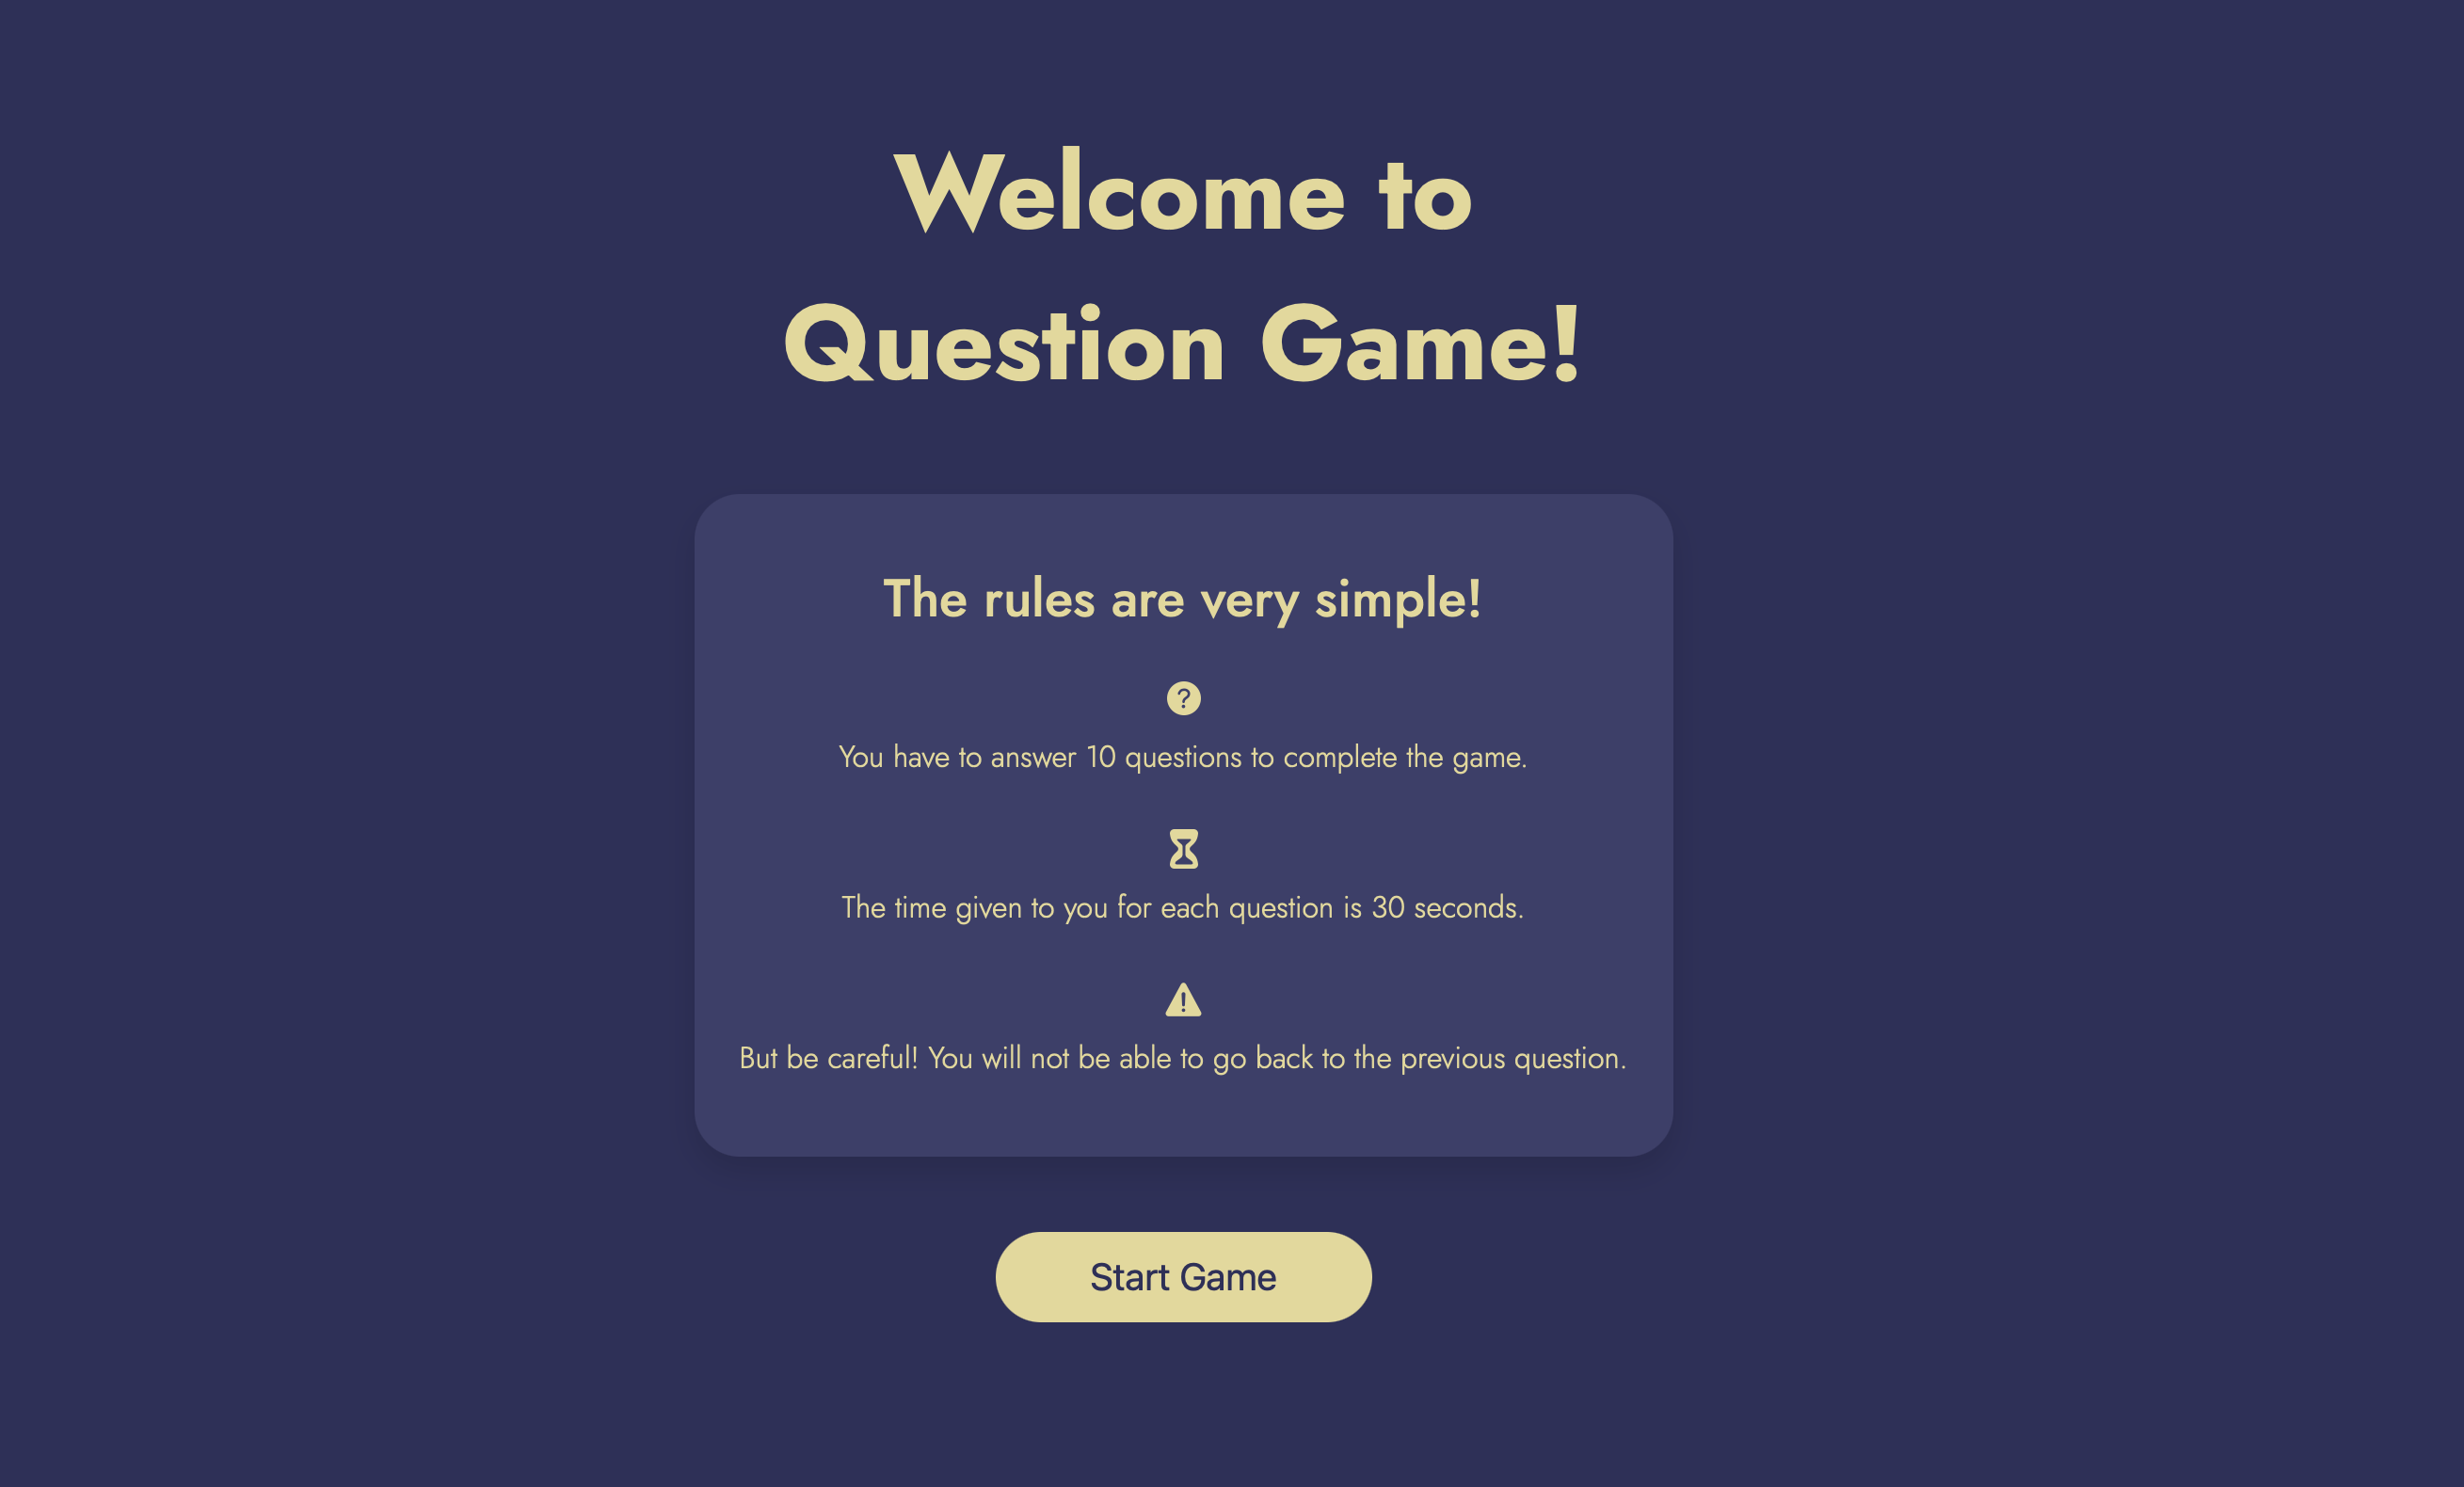 Welcome to
Question Game!
The rules are very simple!
You have to answer 10 questions to complete the game.
The time given to you for each question is 30 seconds.
But be careful! You will not be able to go back to the previous question.
Start Game